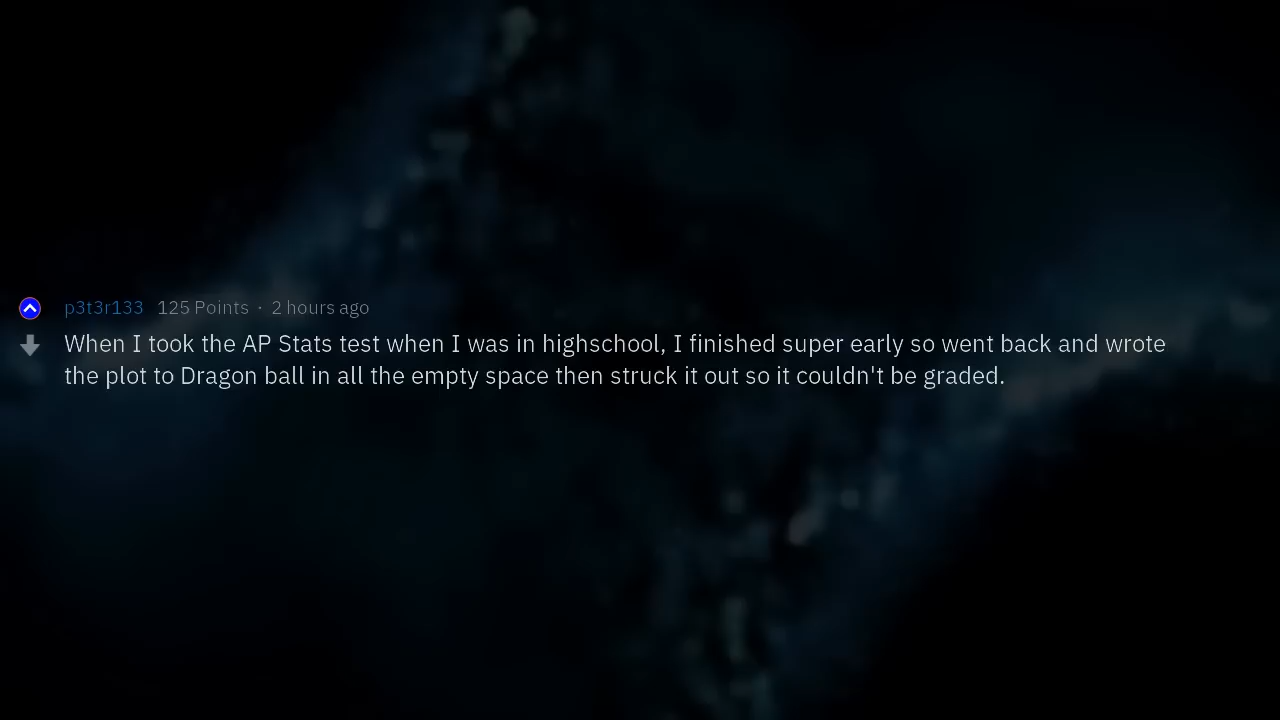 p3t3r133 125 Points · 2 hours ago
When I took the AP Stats test when I was in highschool, I finished super early so went back and wrote
the plot to Dragon ball in all the empty space then struck it out so it couldn't be graded.